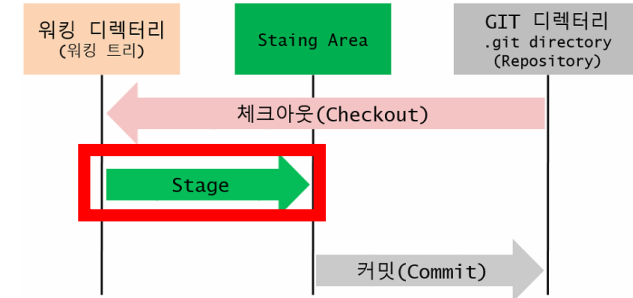 워킹 디렉터리
(워킹 트리)
Staing Area
GIT 디렉터리
.git directory
(Repository)
체크아웃(Checkout)
Stage
커밋(Commit)